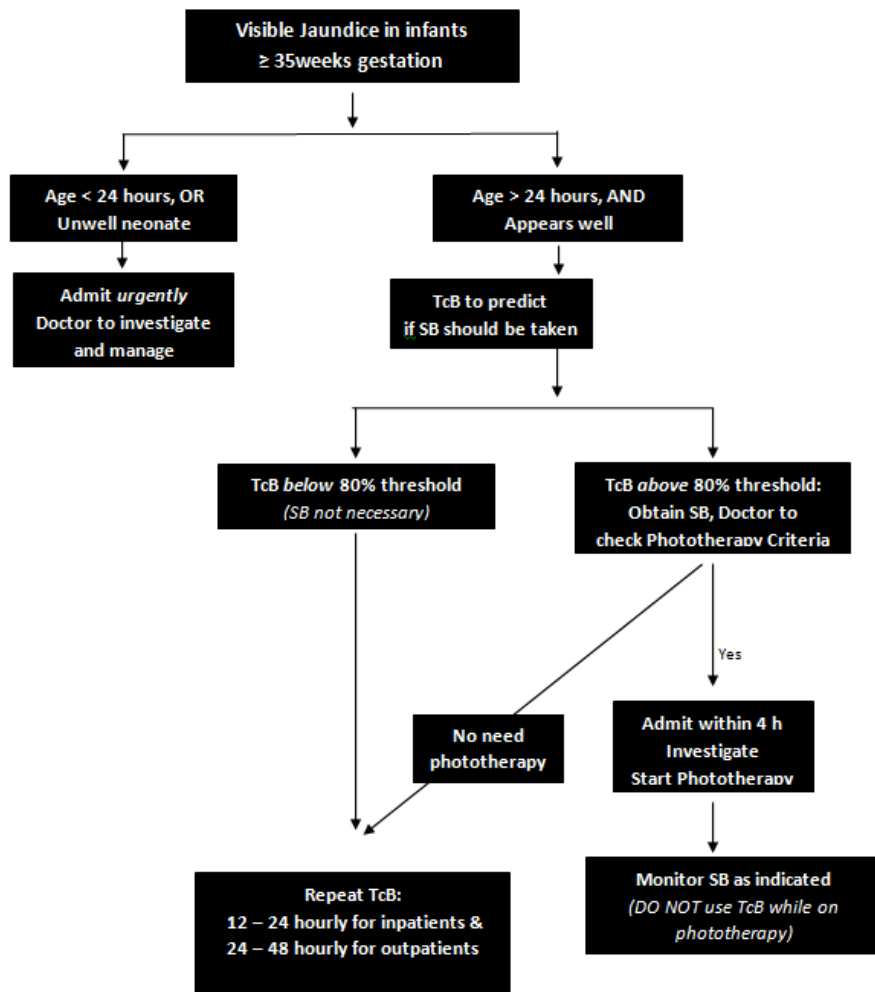 Visible Jaundice in infants
≥ 35weeks gestation
Age < 24 hours, OR
Unwell neonate
Age > 24 hours, AND
Appears well
Admit urgently
Doctor to investigate
and manage
TcB to predict
if SB should be taken
TcB below 80% threshold
(SB not necessary)
TcB above 80% threshold:
Obtain SB, Doctor to
check Phototherapy Criteria
Yes
No need
phototherapy
Admit within 4 h
Investigate
Start Phototherapy
Repeat TcB:
12 – 24 hourly for inpatients &
24 – 48 hourly for outpatients
Monitor SB as indicated
(DO NOT use TcB while on
phototherapy)